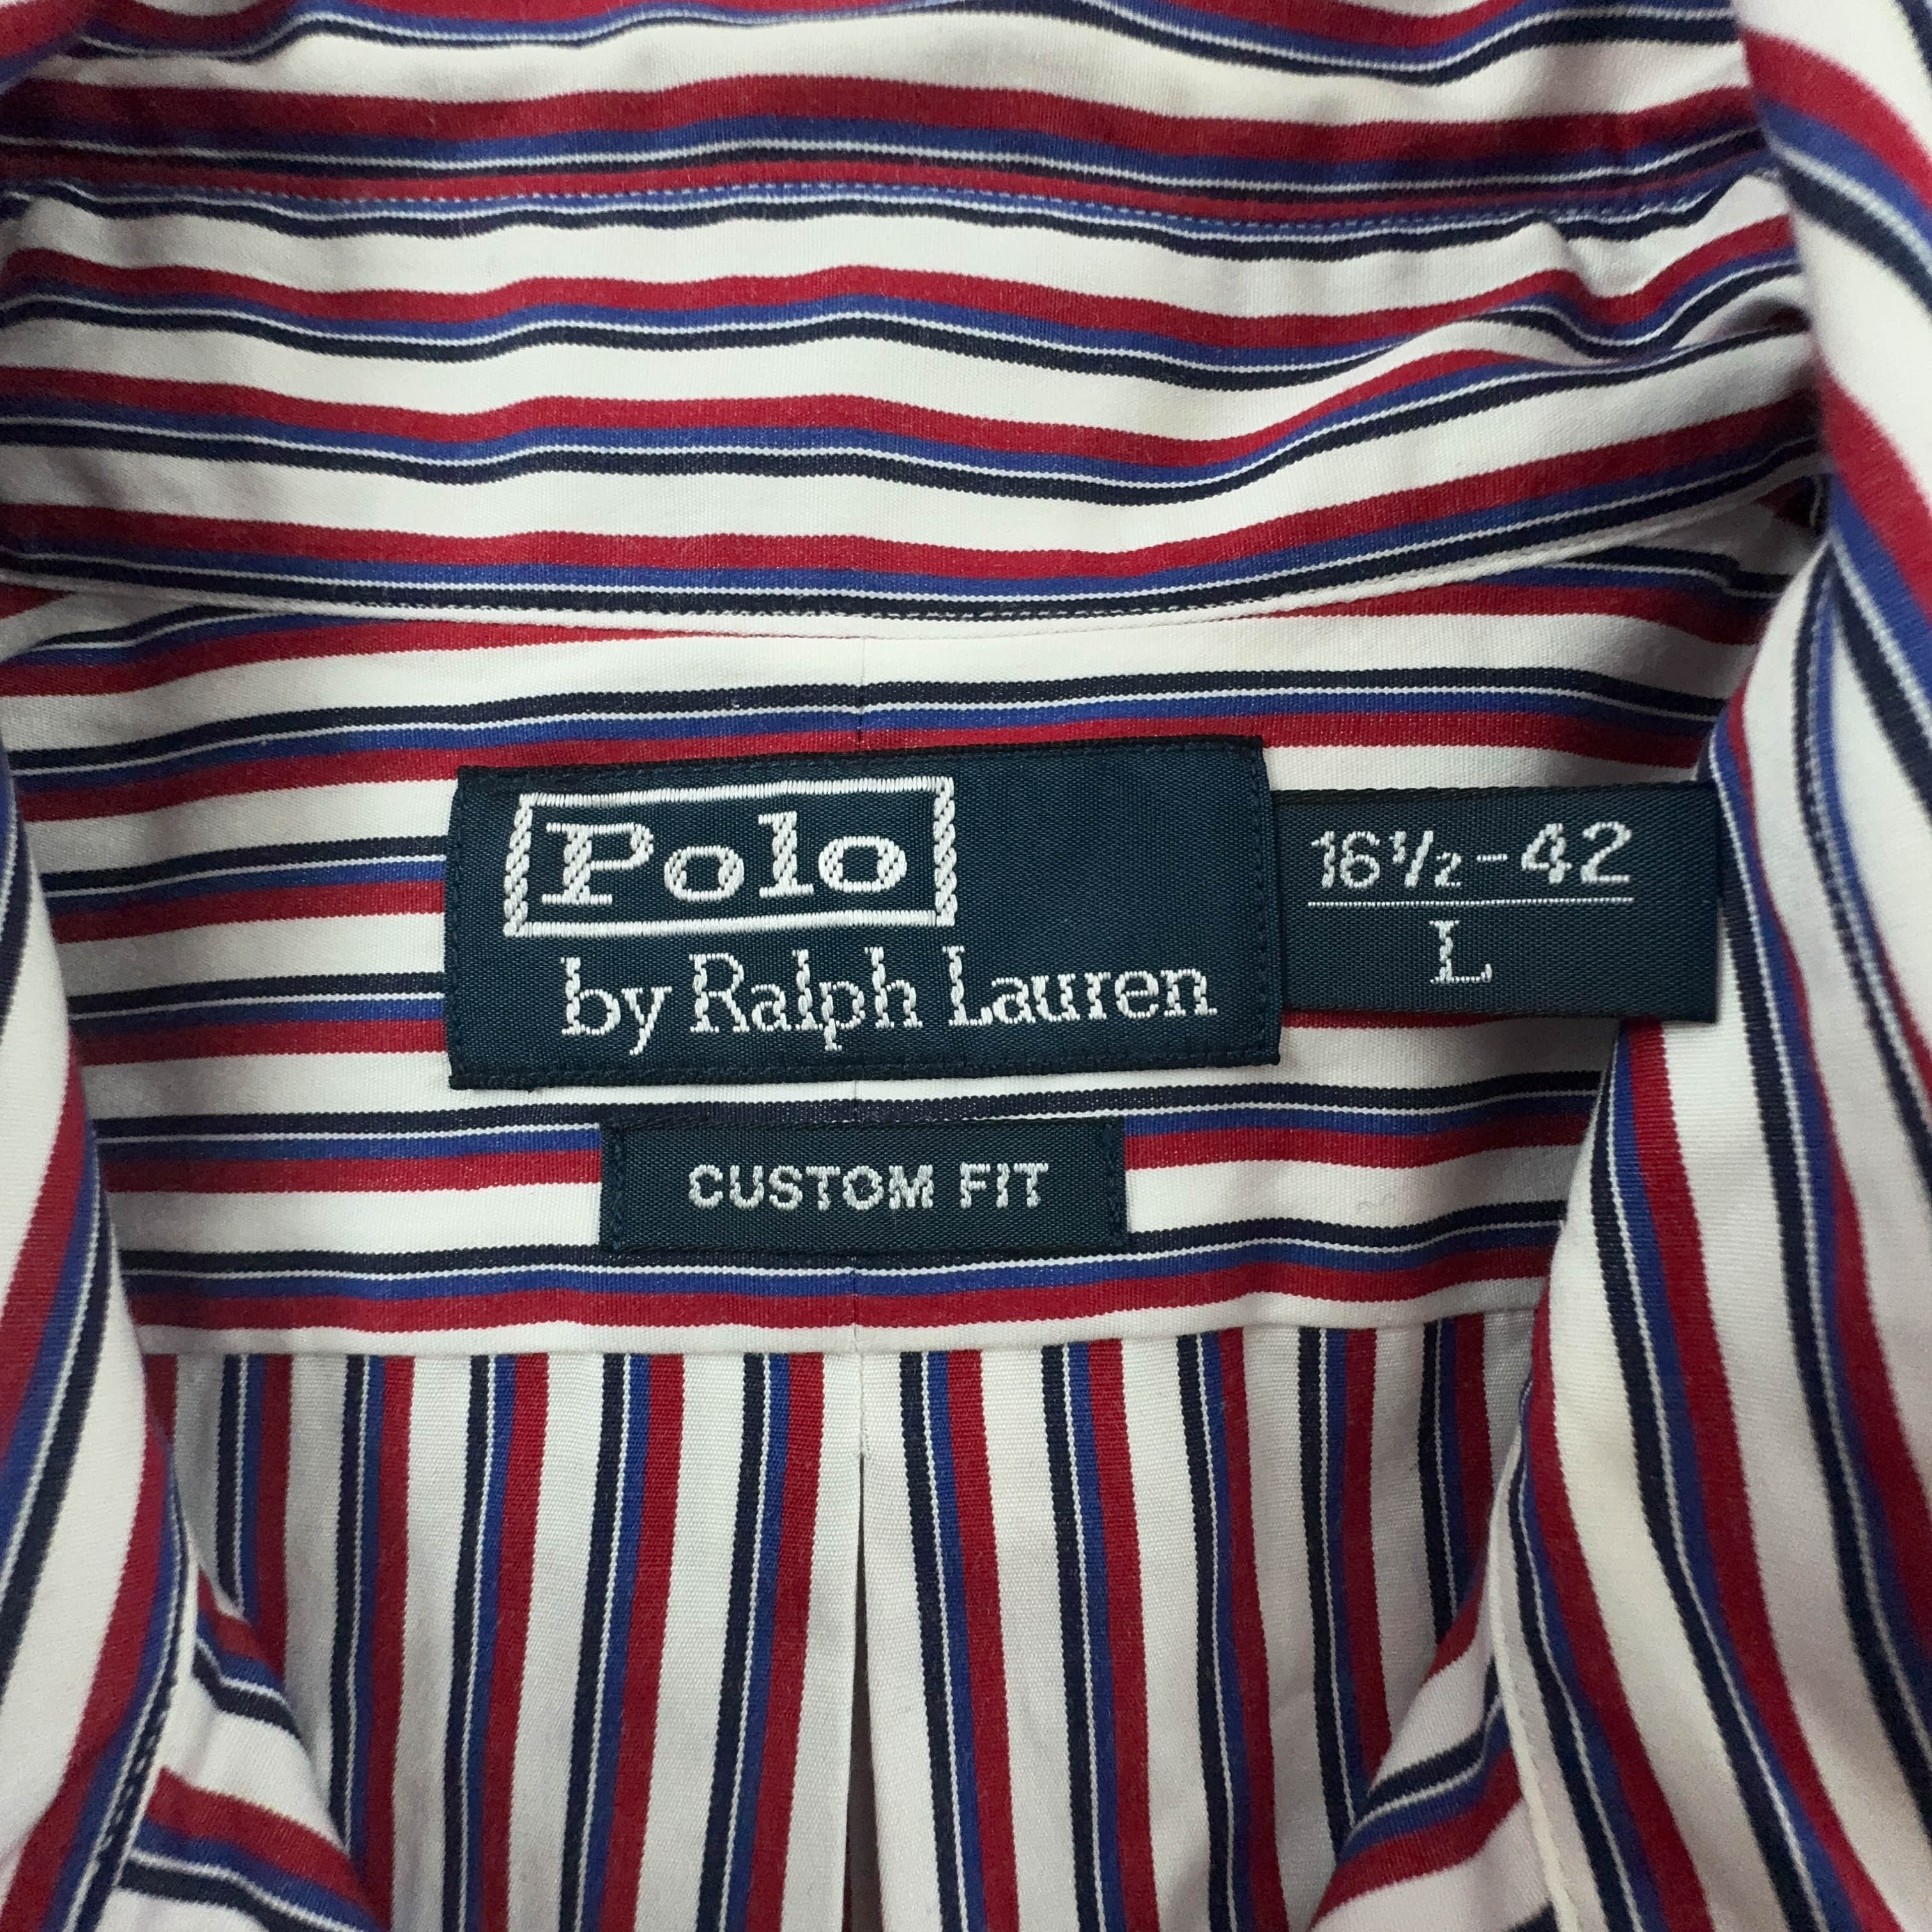 Polo
by Ralph Lauren
16½-42
L
CUSTOM FIT